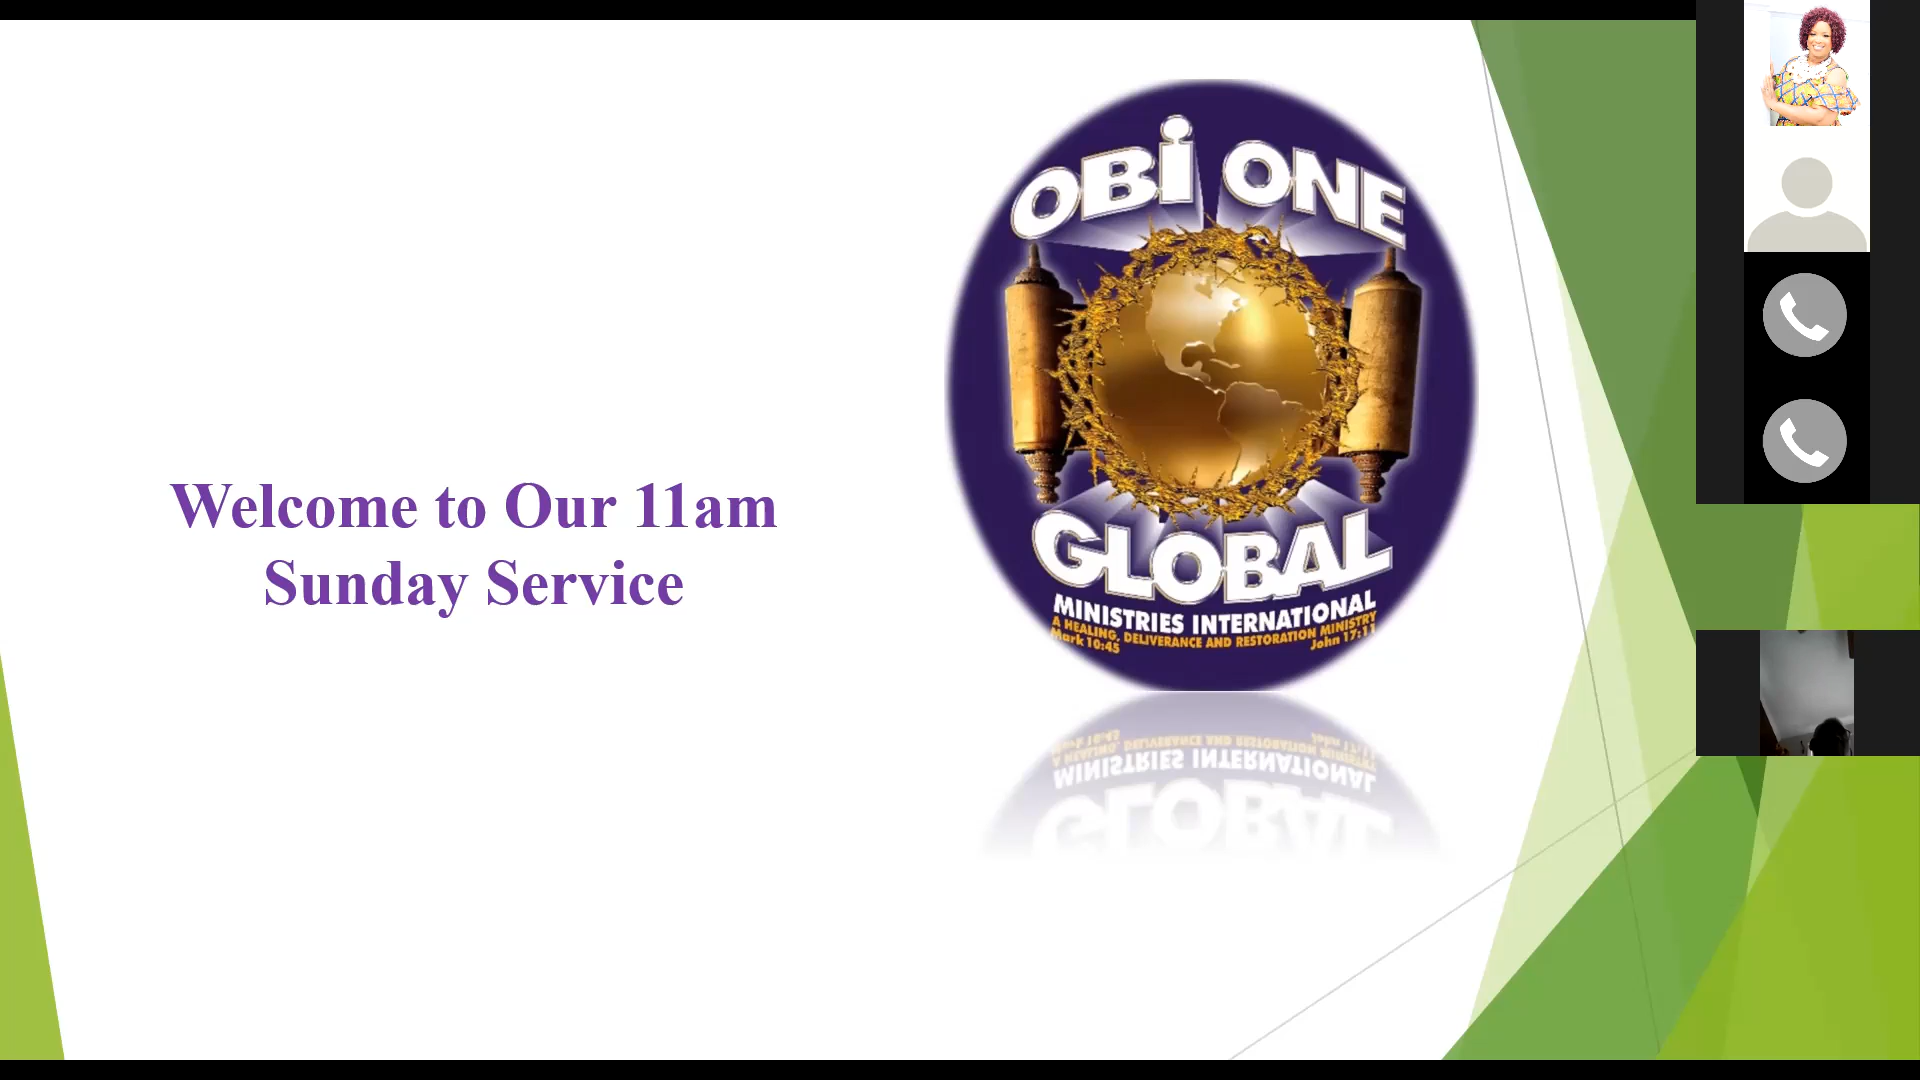 Welcome to Our 11am
Sunday Service
OBi ONE
GLOBAL
MINISTRIES INTERNATIONAL
A HEALING, DELIVERANCE AND RESTORATION MINISTRY
Mark 10:45
John 17:11